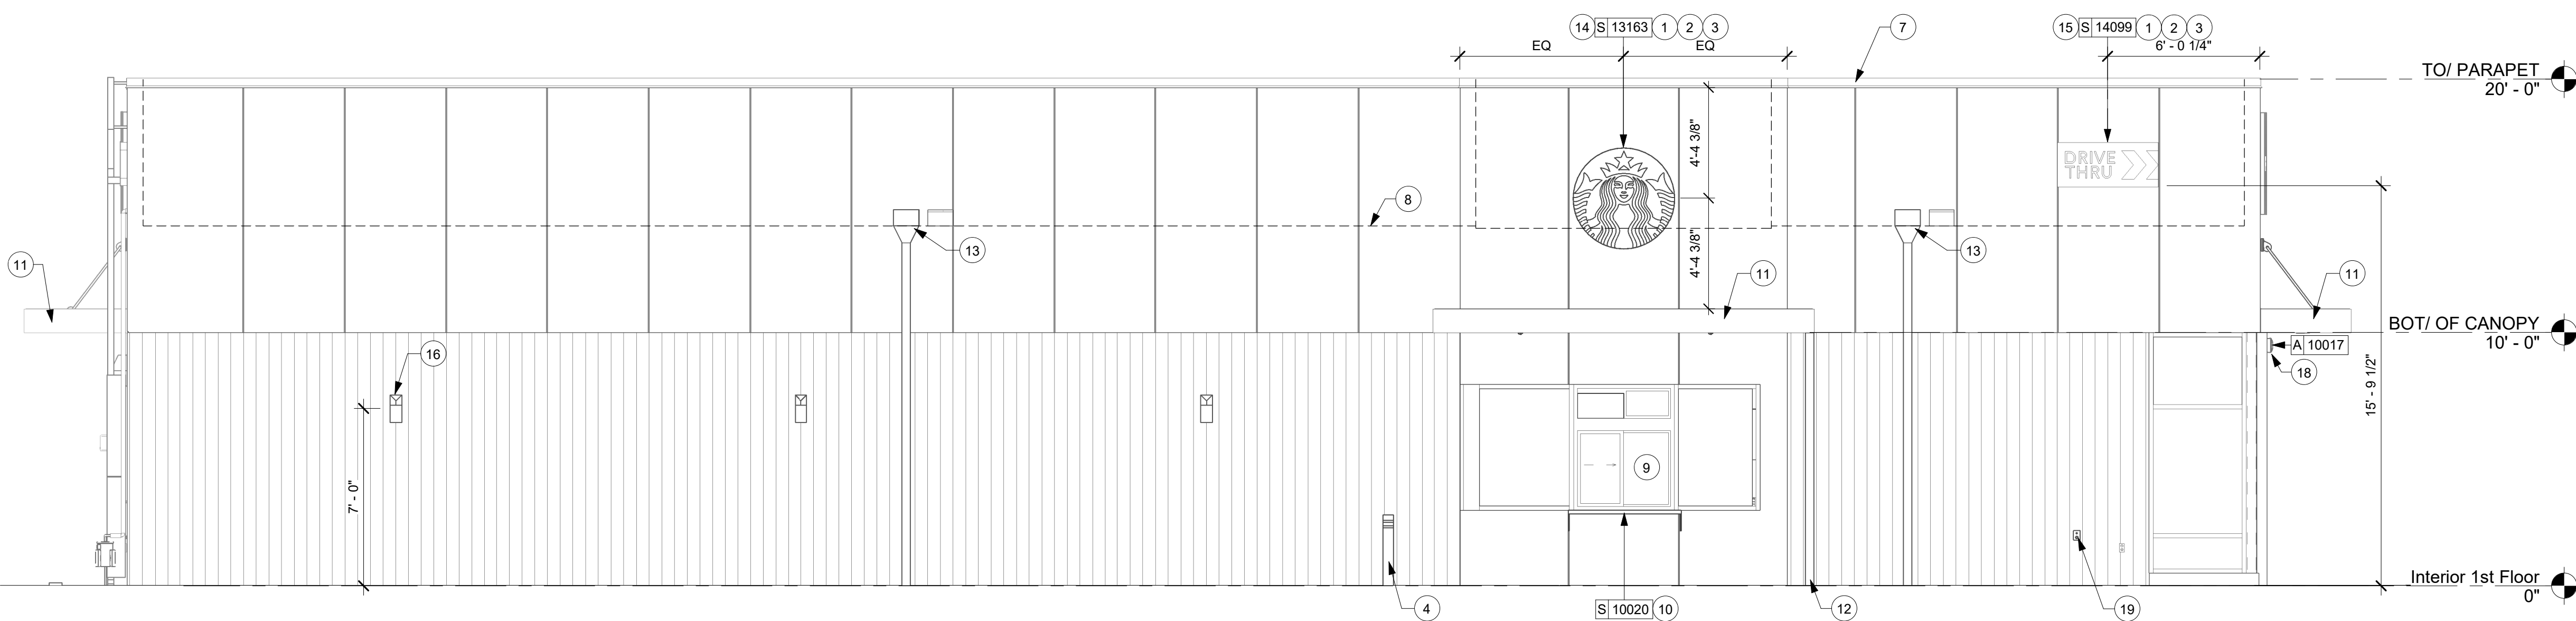 14 S 13163 1 2 3
7
15 S 14099 1 2 3
EQ EQ
6' - 0 1/4"
TO/ PARAPET
20' - 0"
4'-4 3/8"
DRIVE
THRU
8
13
4'-4 3/8"
13
11
11
11
BOT/ OF CANOPY
10' - 0"
A 10017
16
18
15' - 9 1/2"
9
7' - 0"
Interior 1st Floor
0"
4
S 10020 10
12
19